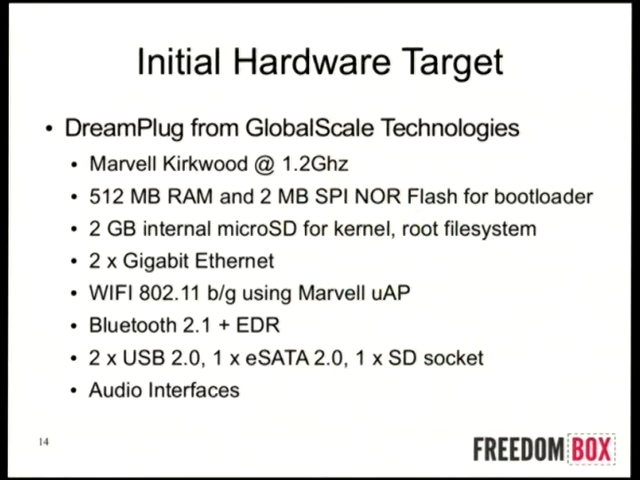 Initial Hardware Target
• DreamPlug from GlobalScale Technologies
• Marvell Kirkwood @ 1.2Ghz
• 512 MB RAM and 2 MB SPI NOR Flash for bootloader
• 2 GB internal microSD for kernel, root filesystem
• 2 x Gigabit Ethernet
• WIFI 802.11 b/g using Marvell uAP
• Bluetooth 2.1 + EDR
• 2 x USB 2.0, 1 x eSATA 2.0, 1 x SD socket
• Audio Interfaces
14
FREEDOMBOX